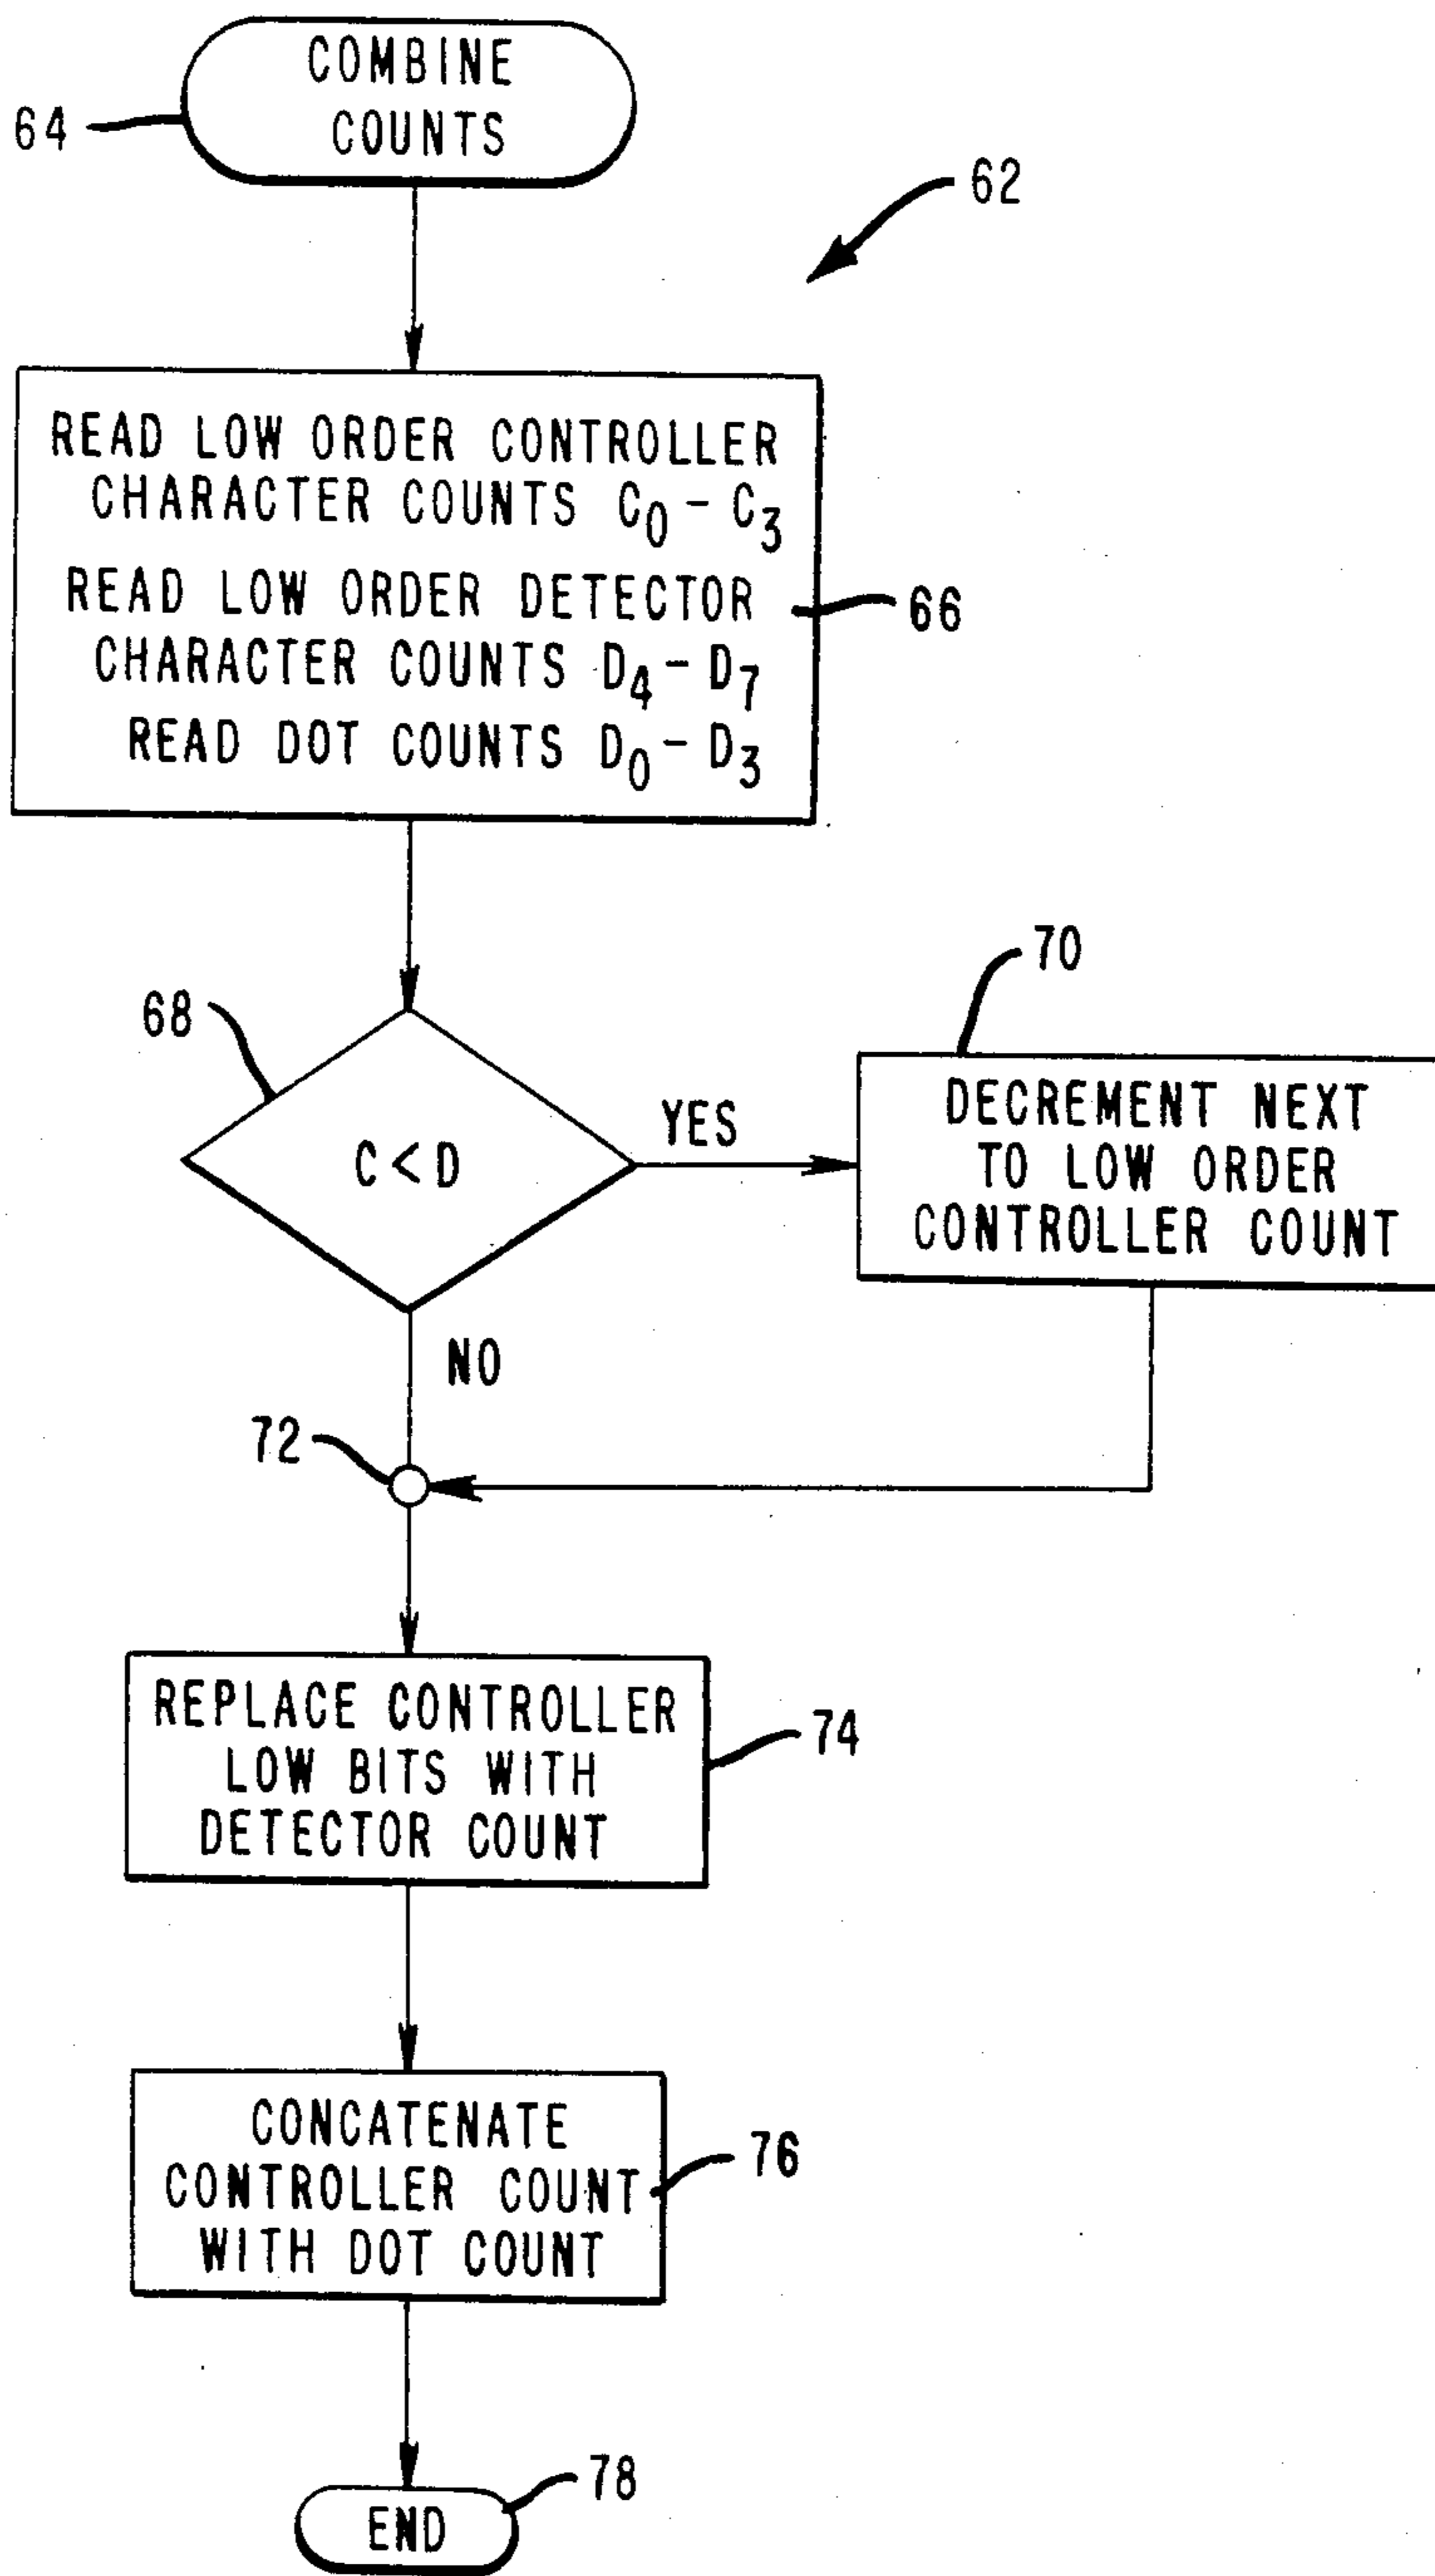 COMBINE
COUNTS
64
62
READ LOW ORDER CONTROLLER
CHARACTER COUNTS C₀ - C₃
READ LOW ORDER DETECTOR
CHARACTER COUNTS D₄ - D₇
READ DOT COUNTS D₀ - D₃
66
68
C < D
YES
70
DECREMENT NEXT
TO LOW ORDER
CONTROLLER COUNT
NO
72
REPLACE CONTROLLER
LOW BITS WITH
DETECTOR COUNT
74
CONCATENATE
CONTROLLER COUNT
WITH DOT COUNT
76
END
78